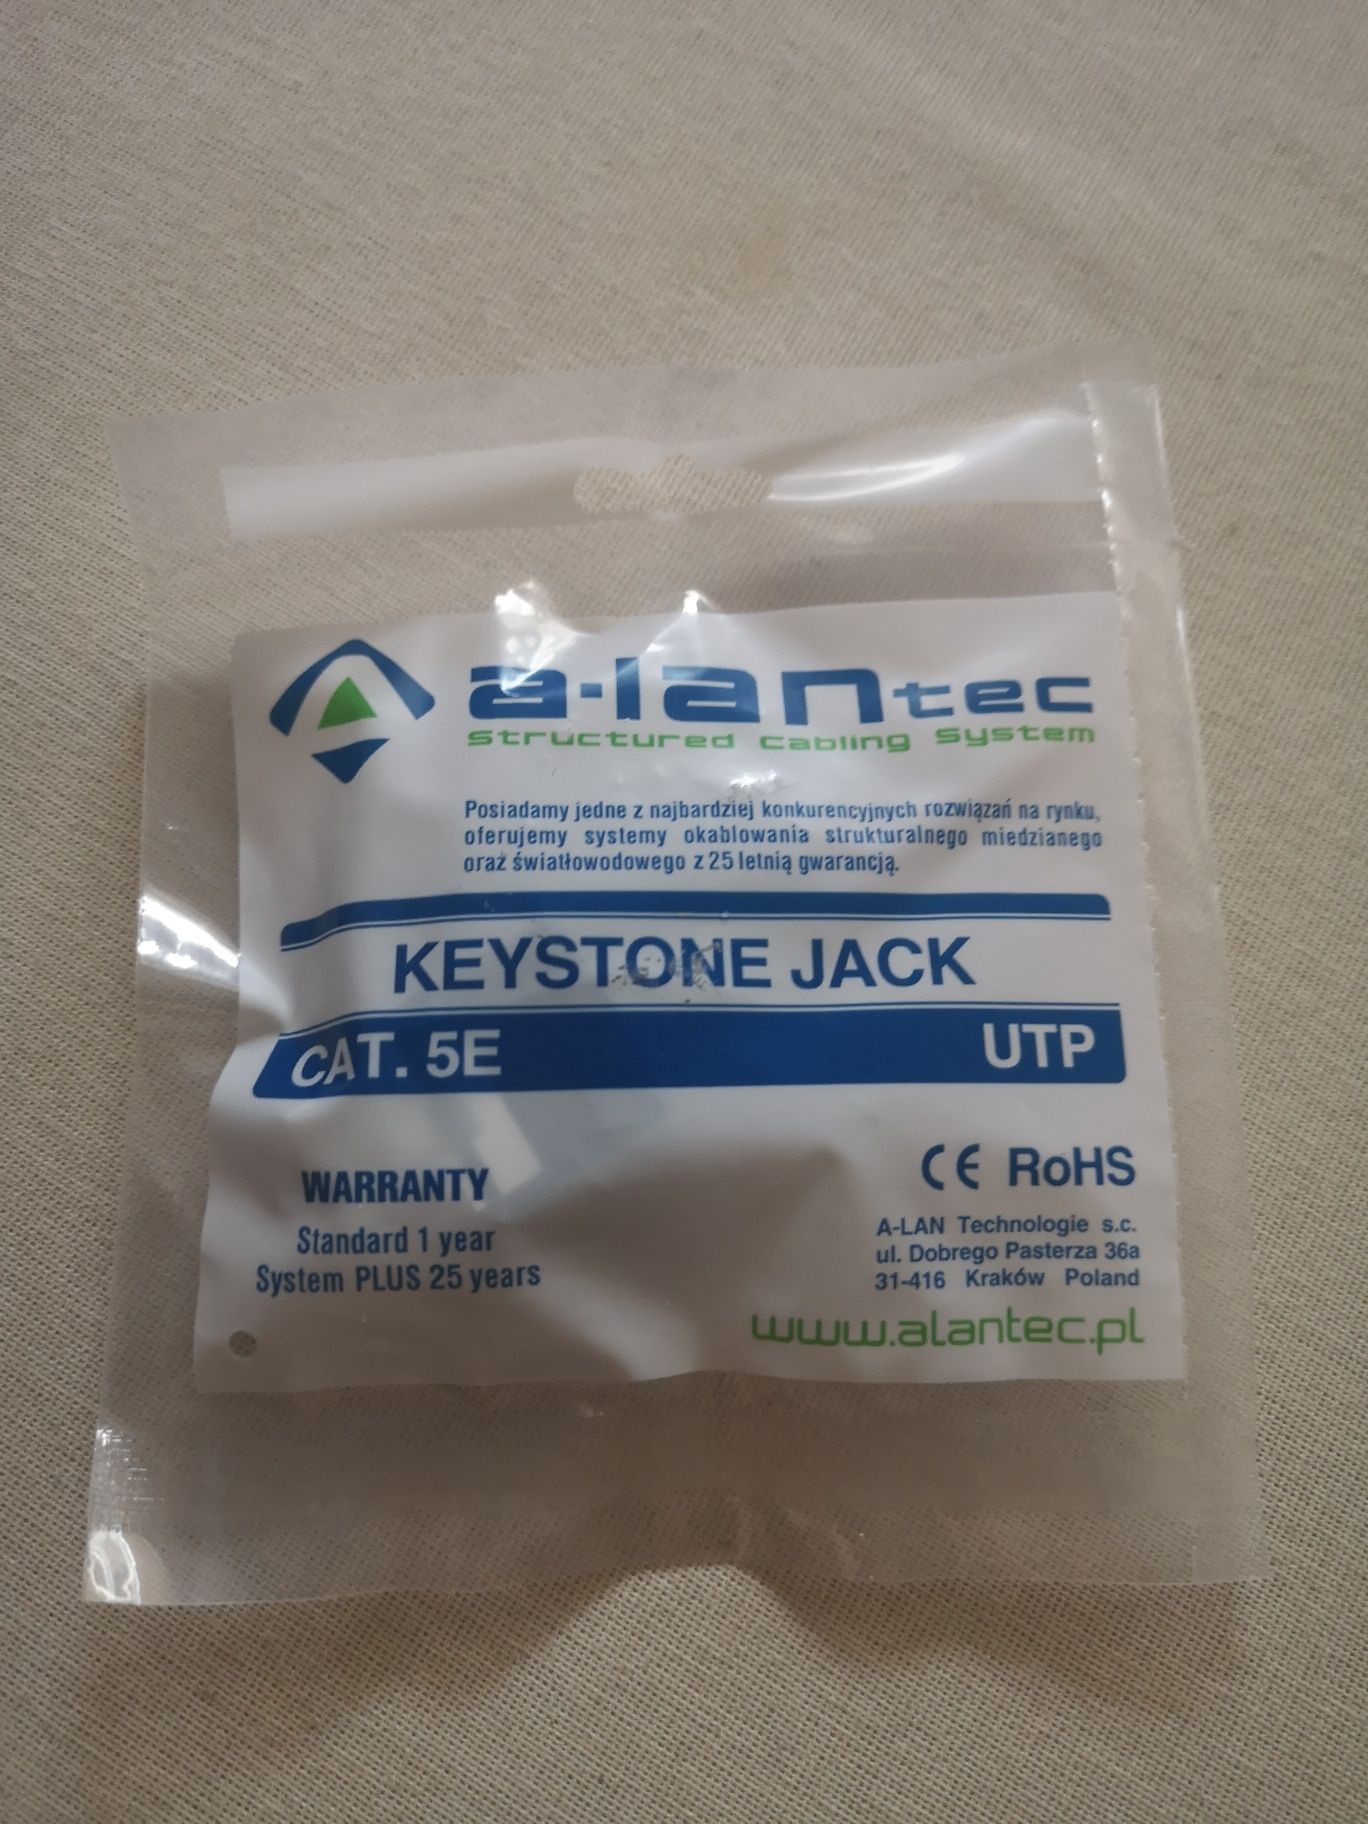 a-lantec
Structured Cabling System
Posiadamy jedne z najbardziej konkurencyjnych rozwiązań na rynku,
oferujemy systemy okablowania strukturalnego miedzianego
oraz światłowodowego z 25 letnią gwarancją.
KEYSTONE JACK
CAT. 5E UTP
CE RoHS
WARRANTY
Standard 1 year
System PLUS 25 years
A-LAN Technologie s.c.
ul. Dobrego Pasterza 36a
31-416 Kraków Poland
www.alantec.pl